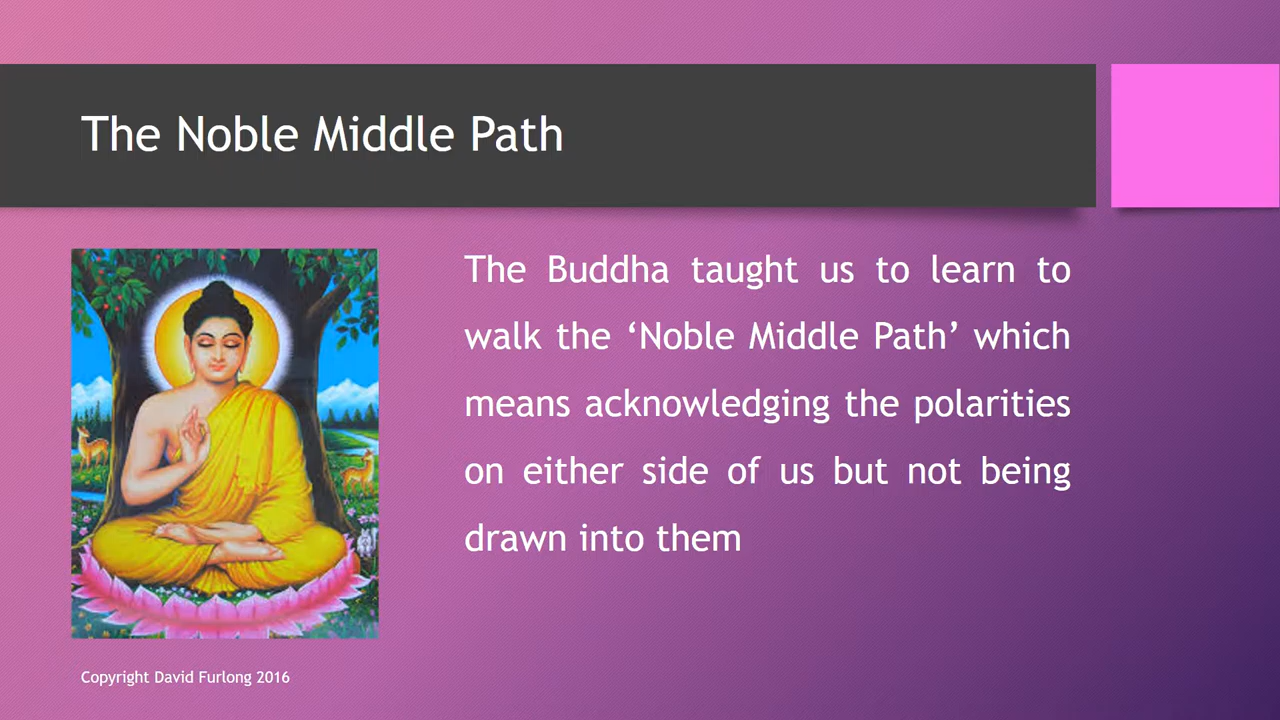 The Noble Middle Path
The Buddha taught us to learn to
walk the ‘Noble Middle Path’ which
means acknowledging the polarities
on either side of us but not being
drawn into them
Copyright David Furlong 2016